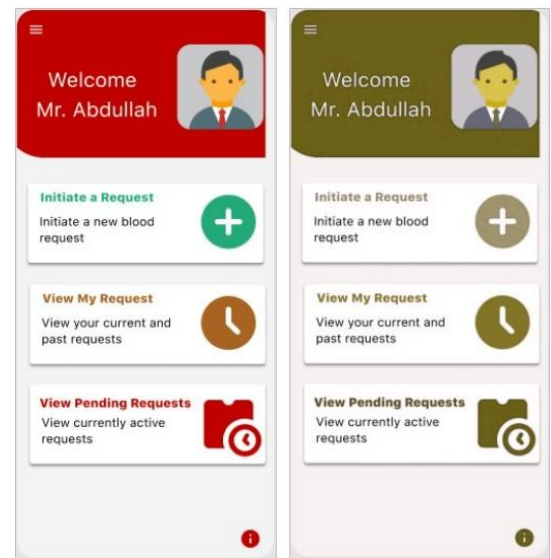 Welcome
Mr. Abdullah
Initiate a Request
Initiate a new blood
request
View My Request
View your current and
past requests
View Pending Requests
View currently active
requests
Welcome
Mr. Abdullah
Initiate a Request
Initiate a new blood
request
View My Request
View your current and
past requests
View Pending Requests
View currently active
requests